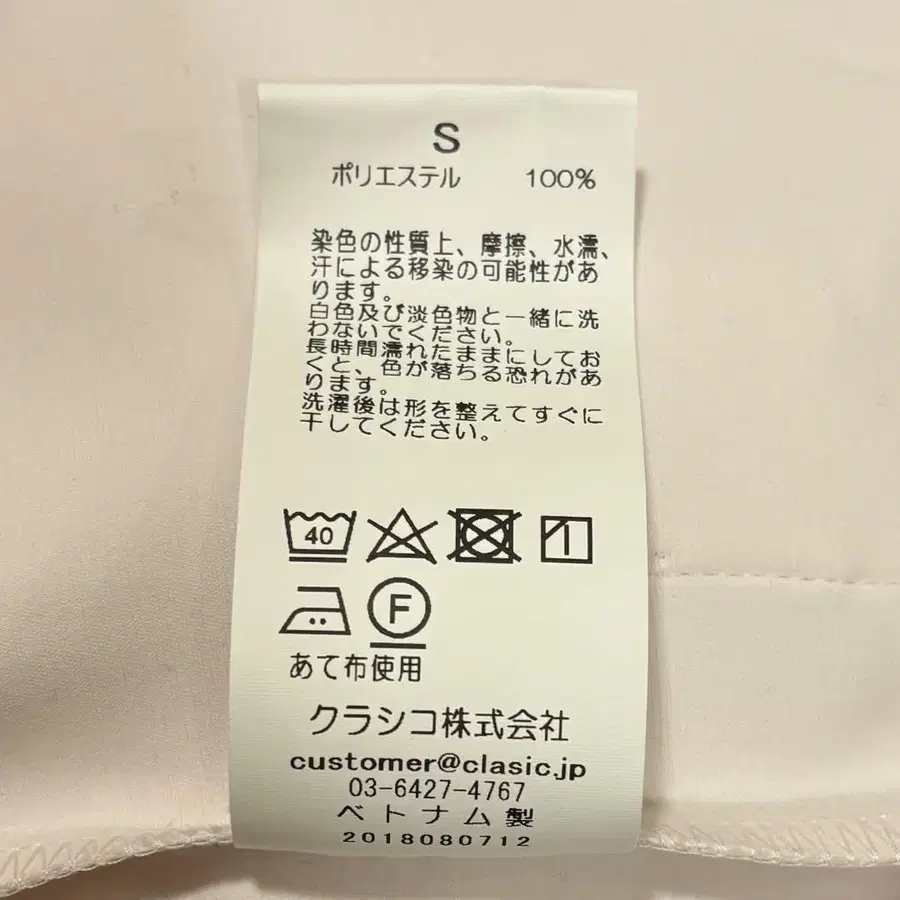 S
ポリエステル 100%
染色の性質上、摩擦、水濡、
汗による移染の可能性があ
ります。
白色及び淡色物と一緒に洗
わないでください。
長時間濡れたままにしてお
くと、色が落ちる恐れがあ
ります。
洗濯後は形を整えてすぐに
干してください。
40
F
あて布使用
クラシコ株式会社
customer@clasic.jp
03-6427-4767
ベトナム製
2018080712